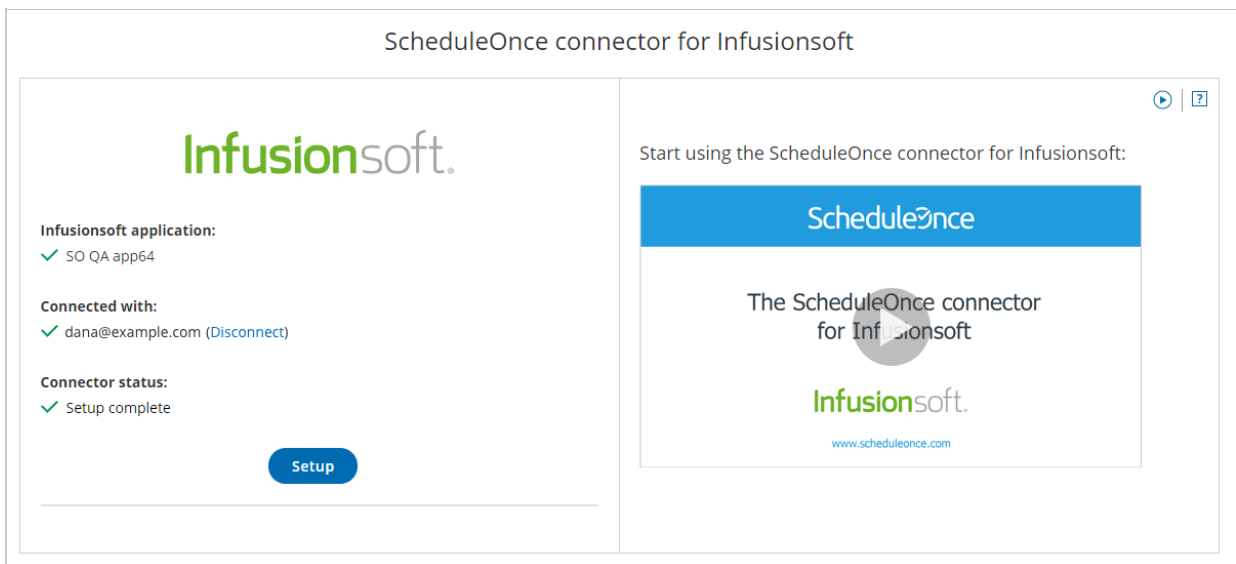 ScheduleOnce connector for Infusionsoft
Infusionsoft.
Infusionsoft application:
SO QA app64
Connected with:
dana@example.com (Disconnect)
Connector status:
Setup complete
Setup
?
Start using the ScheduleOnce connector for Infusionsoft:
ScheduleOnce
The ScheduleOnce connector
for Infusionsoft
Infusionsoft.
www.scheduleonce.com